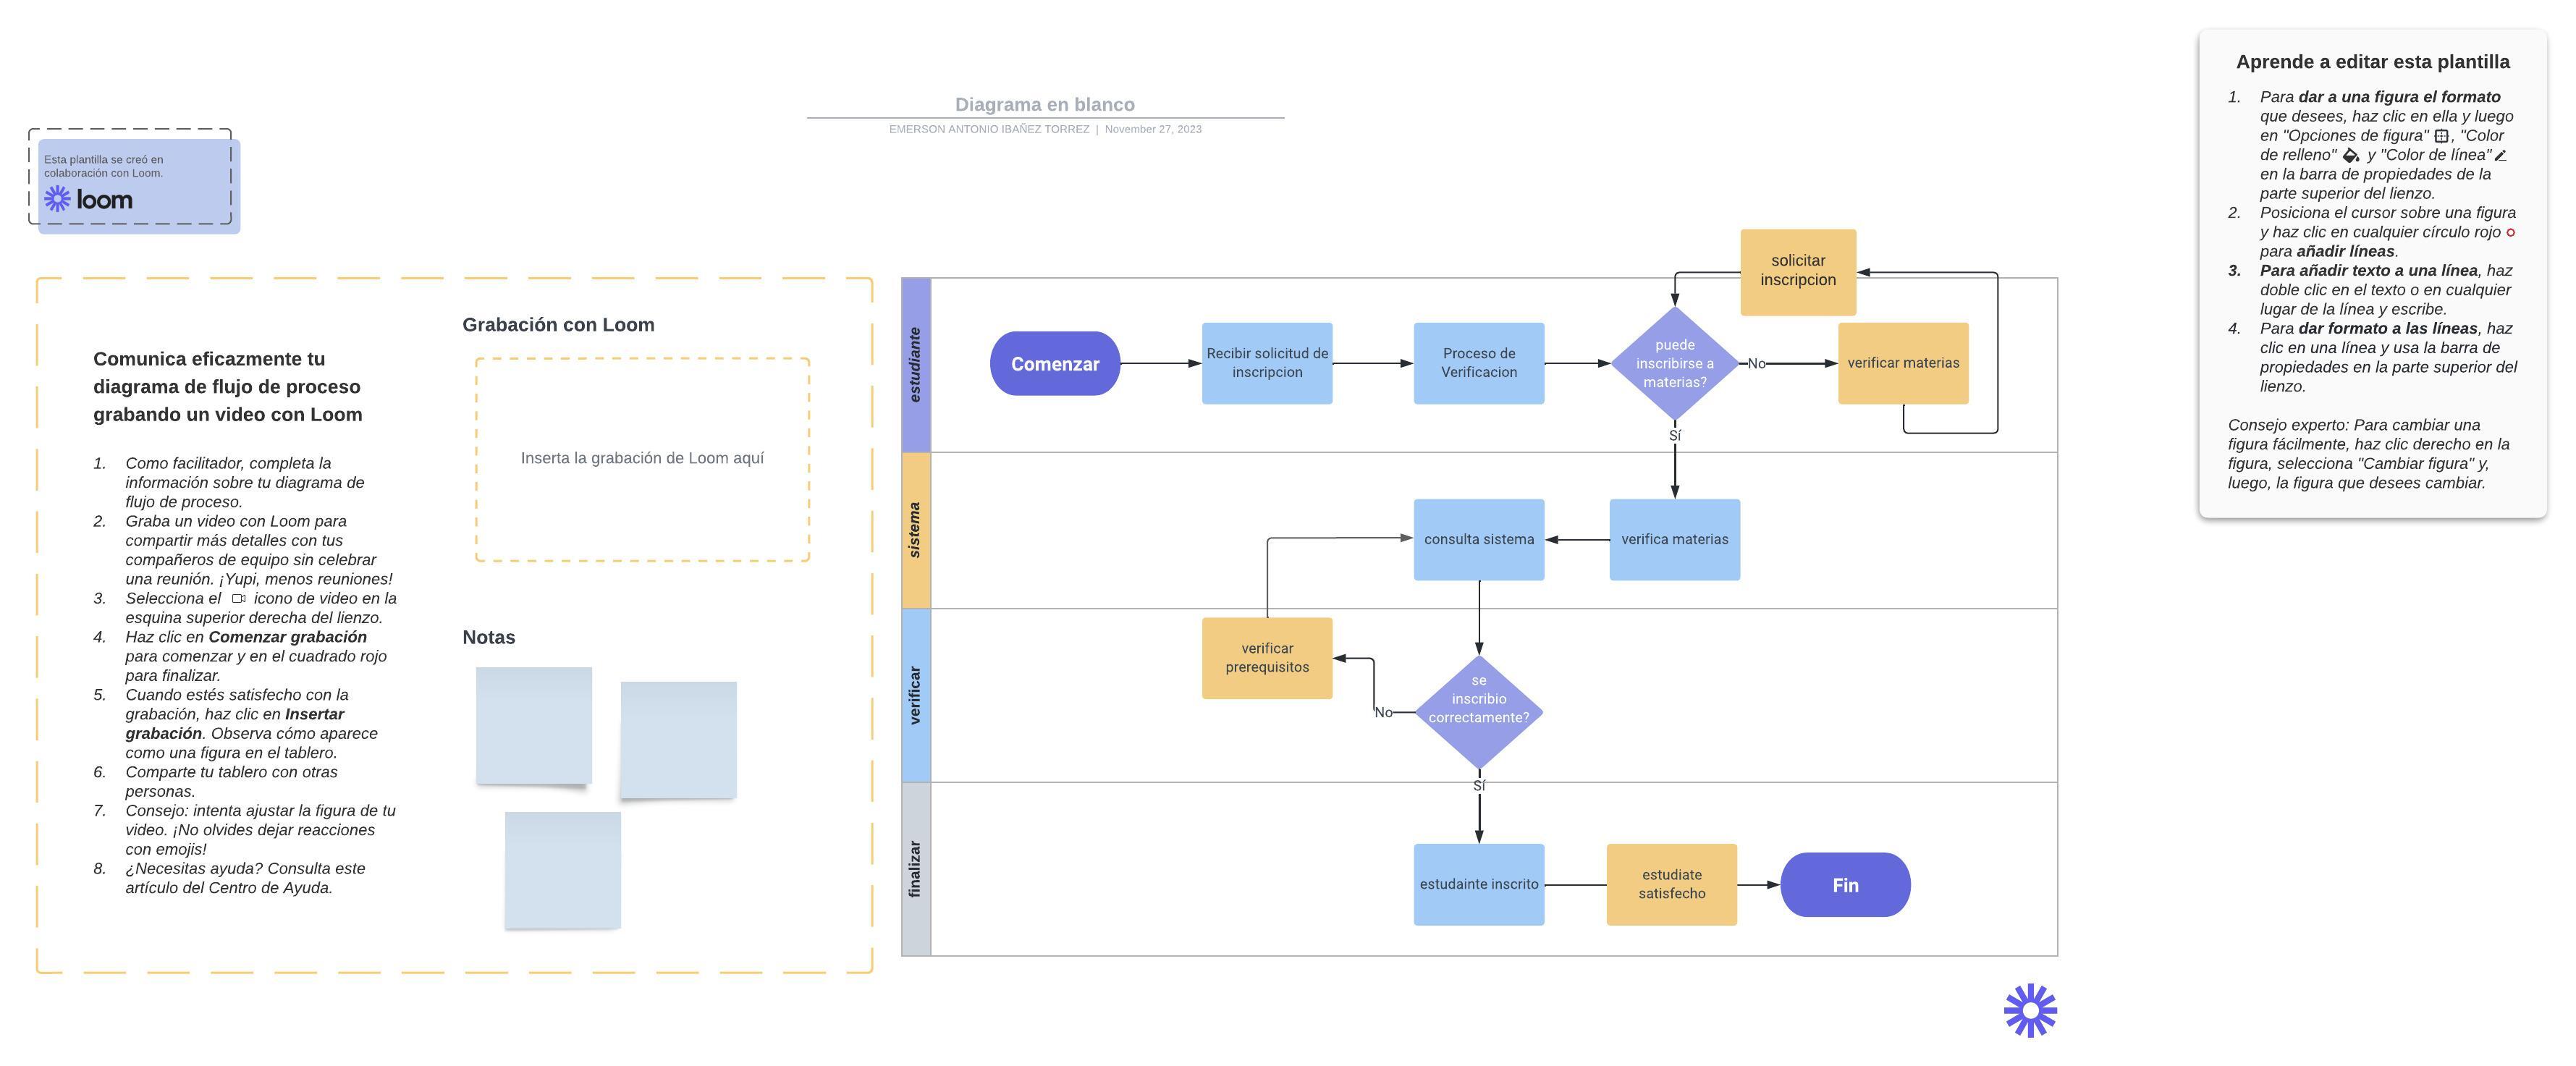 Diagrama en blanco
EMERSON ANTONIO IBAÑEZ TORREZ | November 27, 2023
Esta plantilla se creó en
colaboración con Loom.
loom
Comunica eficazmente tu
diagrama de flujo de proceso
grabando un video con Loom
1. Como facilitador, completa la
información sobre tu diagrama de
flujo de proceso.
2. Graba un video con Loom para
compartir más detalles con tus
compañeros de equipo sin celebrar
una reunión. ¡Yupi, menos reuniones!
3. Selecciona el icono de video en la
esquina superior derecha del lienzo.
4. Haz clic en Comenzar grabación
para comenzar y en el cuadrado rojo
para finalizar.
5. Cuando estés satisfecho con la
grabación, haz clic en Insertar
grabación. Observa cómo aparece
como una figura en el tablero.
6. Comparte tu tablero con otras
personas.
7. Consejo: intenta ajustar la figura de tu
video. ¡No olvides dejar reacciones
con emojis!
8. ¿Necesitas ayuda? Consulta este
artículo del Centro de Ayuda.
Grabación con Loom
Inserta la grabación de Loom aquí
Notas
estudiante
Comenzar
Recibir solicitud de
inscripcion
Proceso de
Verificacion
puede
inscribirse a
materias?
No
verificar materias
solicitar
inscripcion
Sí
sistema
consulta sistema
verifica materias
verificar
verificar
prerequisitos
No
se
inscribio
correctamente?
Sí
finalizar
estudainte inscrito
estudiate
satisfecho
Fin
Aprende a editar esta plantilla
1. Para dar a una figura el formato
que desees, haz clic en ella y luego
en "Opciones de figura" , "Color
de relleno" y "Color de línea"
en la barra de propiedades de la
parte superior del lienzo.
2. Posiciona el cursor sobre una figura
y haz clic en cualquier círculo rojo
para añadir líneas.
3. Para añadir texto a una línea, haz
doble clic en el texto o en cualquier
lugar de la línea y escribe.
4. Para dar formato a las líneas, haz
clic en una línea y usa la barra de
propiedades en la parte superior del
lienzo.
Consejo experto: Para cambiar una
figura fácilmente, haz clic derecho en la
figura, selecciona "Cambiar figura" y,
luego, la figura que desees cambiar.